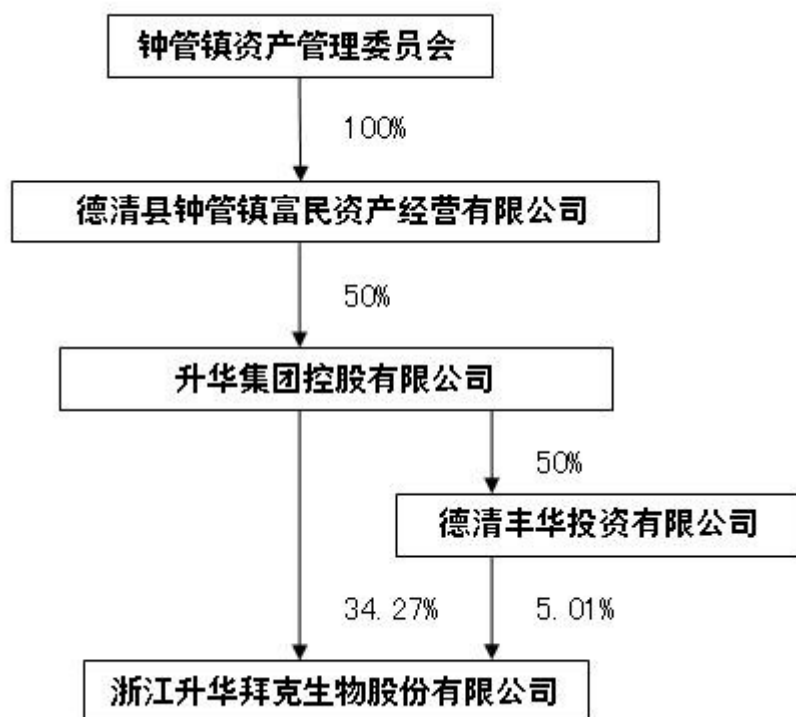 钟管镇资产管理委员会
100%
德清县钟管镇富民资产经营有限公司
50%
升华集团控股有限公司
50%
德清丰华投资有限公司
34.27%
5.01%
浙江升华拜克生物股份有限公司